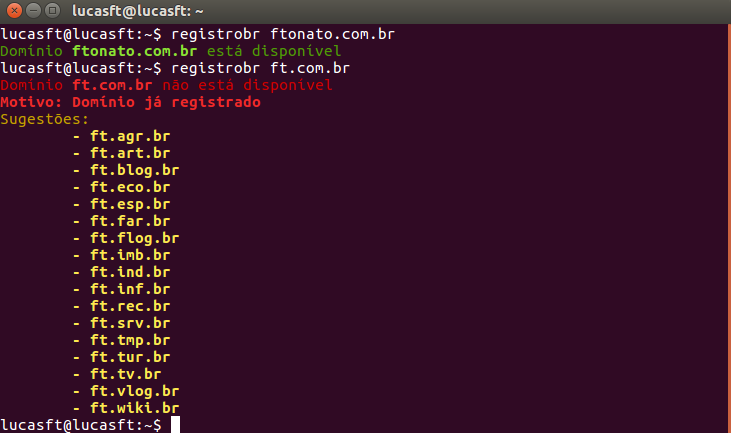 lucasft@lucasft: ~
lucasft@lucasft:~$ registrobr ftonato.com.br
Domínio ftonato.com.br está disponível
lucasft@lucasft:~$ registrobr ft.com.br
Domínio ft.com.br não está disponível
Motivo: Domínio já registrado
Sugestões:
- ft.agr.br
- ft.art.br
- ft.blog.br
- ft.eco.br
- ft.esp.br
- ft.far.br
- ft.flog.br
- ft.imb.br
- ft.ind.br
- ft.inf.br
- ft.rec.br
- ft.srv.br
- ft.tmp.br
- ft.tur.br
- ft.tv.br
- ft.vlog.br
- ft.wiki.br
lucasft@lucasft:~$